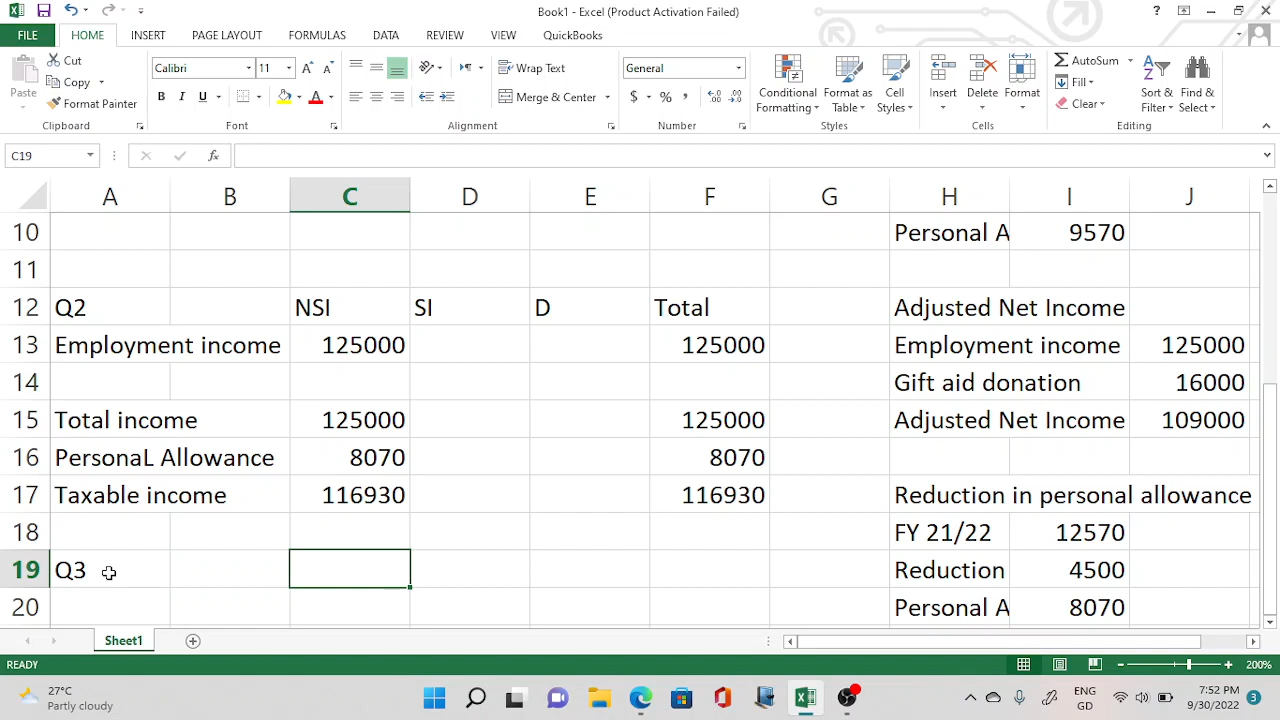 Book1 - Excel (Product Activation Failed)
FILE HOME INSERT PAGE LAYOUT FORMULAS DATA REVIEW VIEW QuickBooks
Paste Cut Copy Format Painter Clipboard
Calibri 11 B I U A Font
Wrap Text Merge & Center Alignment
General $ % , Number
Conditional Formatting Format as Table Cell Styles Styles
Insert Delete Format Cells
AutoSum Fill Clear Sort & Filter Find & Select Editing
C19 fx
A B C D E F G H I J
10 Personal A 9570
11
12 Q2 NSI SI D Total Adjusted Net Income
13 Employment income 125000 125000 Employment income 125000
14 Gift aid donation 16000
15 Total income 125000 125000 Adjusted Net Income 109000
16 PersonaL Allowance 8070 8070
17 Taxable income 116930 116930 Reduction in personal allowance
18 FY 21/22 12570
19 Q3 Reduction 4500
20 Personal A 8070
Sheet1
READY 200%
27°C
Partly cloudy
ENG
GD
7:52 PM
9/30/2022
3